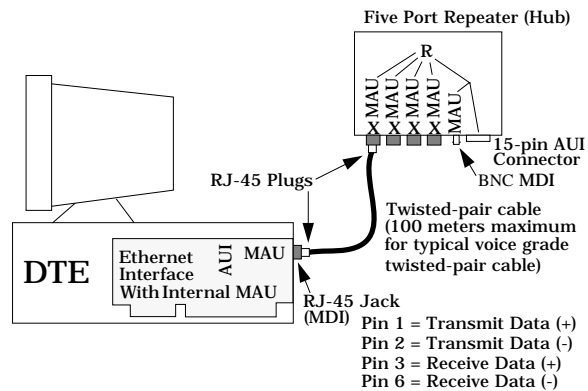 Five Port Repeater (Hub)
R
MAU MAU MAU MAU MAU
X X X X
15-pin AUI
Connector
BNC MDI
RJ-45 Plugs
Twisted-pair cable
(100 meters maximum
for typical voice grade
twisted-pair cable)
DTE
Ethernet
Interface
With Internal MAU
AUI
MAU
RJ-45 Jack
(MDI)
Pin 1 = Transmit Data (+)
Pin 2 = Transmit Data (-)
Pin 3 = Receive Data (+)
Pin 6 = Receive Data (-)